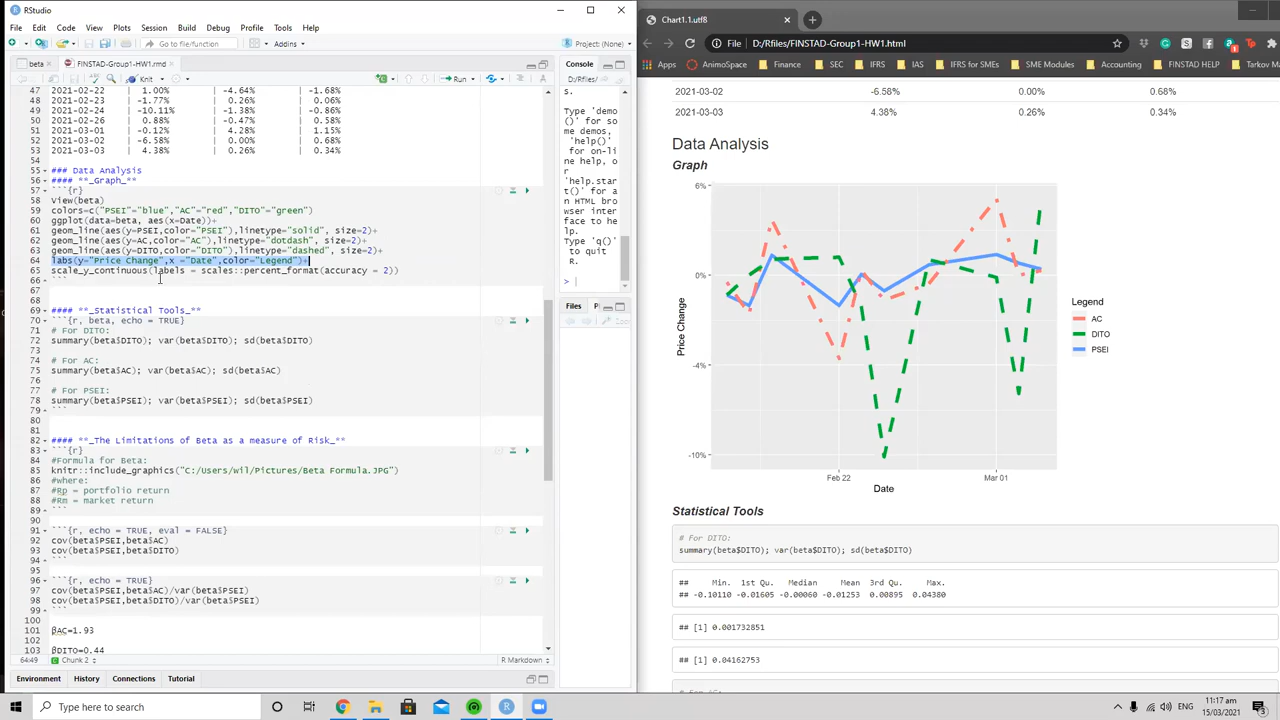 RStudio
File Edit Code View Plots Session Build Debug Profile Tools Help
Go to file/function
Addins
Project: (None)
beta
FINSTAD-Group1-HW1.rmd
Knit
Run
47 2021-02-22 | 1.00% | -4.64% | -1.68%
48 2021-02-23 | -1.77% | 0.26% | 0.06%
49 2021-02-24 | -10.11% | -1.38% | -0.86%
50 2021-02-26 | 0.88% | -0.47% | 0.58%
51 2021-03-01 | -0.12% | 4.28% | 1.15%
52 2021-03-02 | -6.58% | 0.00% | 0.68%
53 2021-03-03 | 4.38% | 0.26% | 0.34%
54
55 ### Data Analysis
56 #### **_Graph_**
57 ```{r}
58 View(beta)
59 colors=c("PSEI"="blue","AC"="red","DITO"="green")
60 ggplot(data=beta, aes(x=Date))+
61 geom_line(aes(y=PSEI,color="PSEI"),linetype="solid", size=2)+
62 geom_line(aes(y=AC,color="AC"),linetype="dotdash", size=2)+
63 geom_line(aes(y=DITO,color="DITO"),linetype="dashed", size=2)+
64 labs(y="Price Change",x ="Date",color="Legend")+
65 scale_y_continuous(labels = scales::percent_format(accuracy = 2))
66 ```
67
68
69 #### **_Statistical Tools_**
70 ```{r, beta, echo = TRUE}
71 # For DITO:
72 summary(beta$DITO); var(beta$DITO); sd(beta$DITO)
73
74 # For AC:
75 summary(beta$AC); var(beta$AC); sd(beta$AC)
76
77 # For PSEI:
78 summary(beta$PSEI); var(beta$PSEI); sd(beta$PSEI)
79 ```
80
81
82 #### **_The Limitations of Beta as a measure of Risk_**
83 ```{r}
84 #Formula for Beta:
85 knitr::include_graphics("C:/Users/wil/Pictures/Beta Formula.JPG")
86 #where:
87 #Rp = portfolio return
88 #Rm = market return
89 ```
90
91 ```{r, echo = TRUE, eval = FALSE}
92 cov(beta$PSEI,beta$AC)
93 cov(beta$PSEI,beta$DITO)
94 ```
95
96 ```{r, echo = TRUE}
97 cov(beta$PSEI,beta$AC)/var(beta$PSEI)
98 cov(beta$PSEI,beta$DITO)/var(beta$PSEI)
99 ```
100
101 βAC=1.93
102
103 βDITO=0.44
64:49 Chunk 2 R Markdown
Environment History Connections Tutorial
Console
D:/Rfiles/
s.
Type 'demo
()' for so
me demos,
'help()'
for on-li
ne help, o
r
'help.star
t()' for a
n HTML bro
wser inter
face to he
lp.
Type 'q()'
to quit
R.
>
Files
Chart1.1.utf8
File D:/Rfiles/FINSTAD-Group1-HW1.html
Apps AnimoSpace Finance SEC IFRS IAS IFRS for SMEs SME Modules Accounting FINSTAD HELP Tarkov Ma
2021-03-02 -6.58% 0.00% 0.68%
2021-03-03 4.38% 0.26% 0.34%
Data Analysis
Graph
6%
0%
-4%
-10%
Price Change
Feb 22 Mar 01
Date
Legend
AC
DITO
PSEI
Statistical Tools
# For DITO:
summary(beta$DITO); var(beta$DITO); sd(beta$DITO)
## Min. 1st Qu. Median Mean 3rd Qu. Max.
## -0.10110 -0.01605 -0.00060 -0.01253 0.00895 0.04380
## [1] 0.001732851
## [1] 0.04162753
Type here to search
ENG
11:17 am
15/03/2021